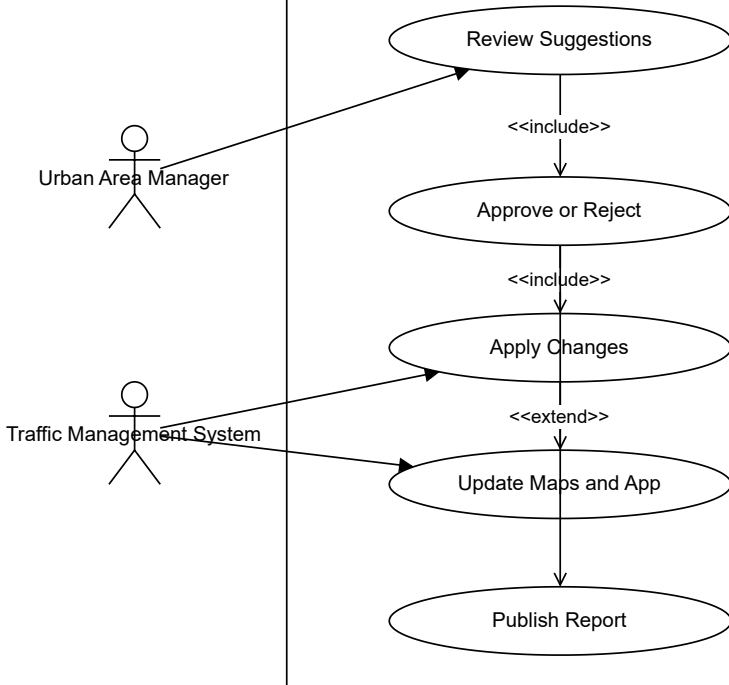 Review Suggestions
<<include>>
Urban Area Manager
Approve or Reject
<<include>>
Apply Changes
<<extend>>
Traffic Management System
Update Maps and App
Publish Report